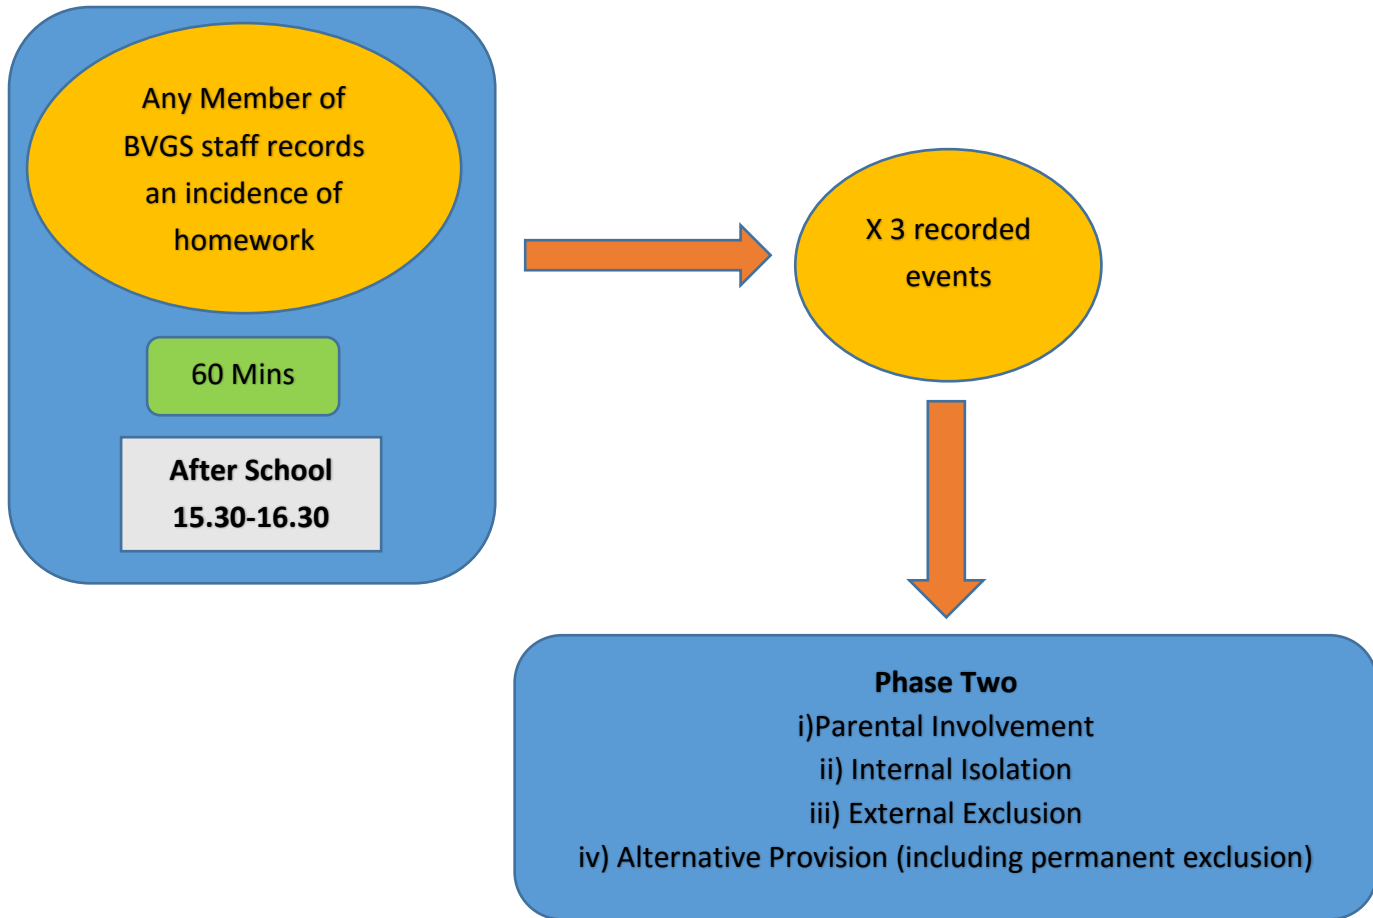 Any Member of
BVGS staff records
an incidence of
homework
60 Mins
After School
15.30-16.30
X 3 recorded
events
Phase Two
i)Parental Involvement
ii) Internal Isolation
iii) External Exclusion
iv) Alternative Provision (including permanent exclusion)